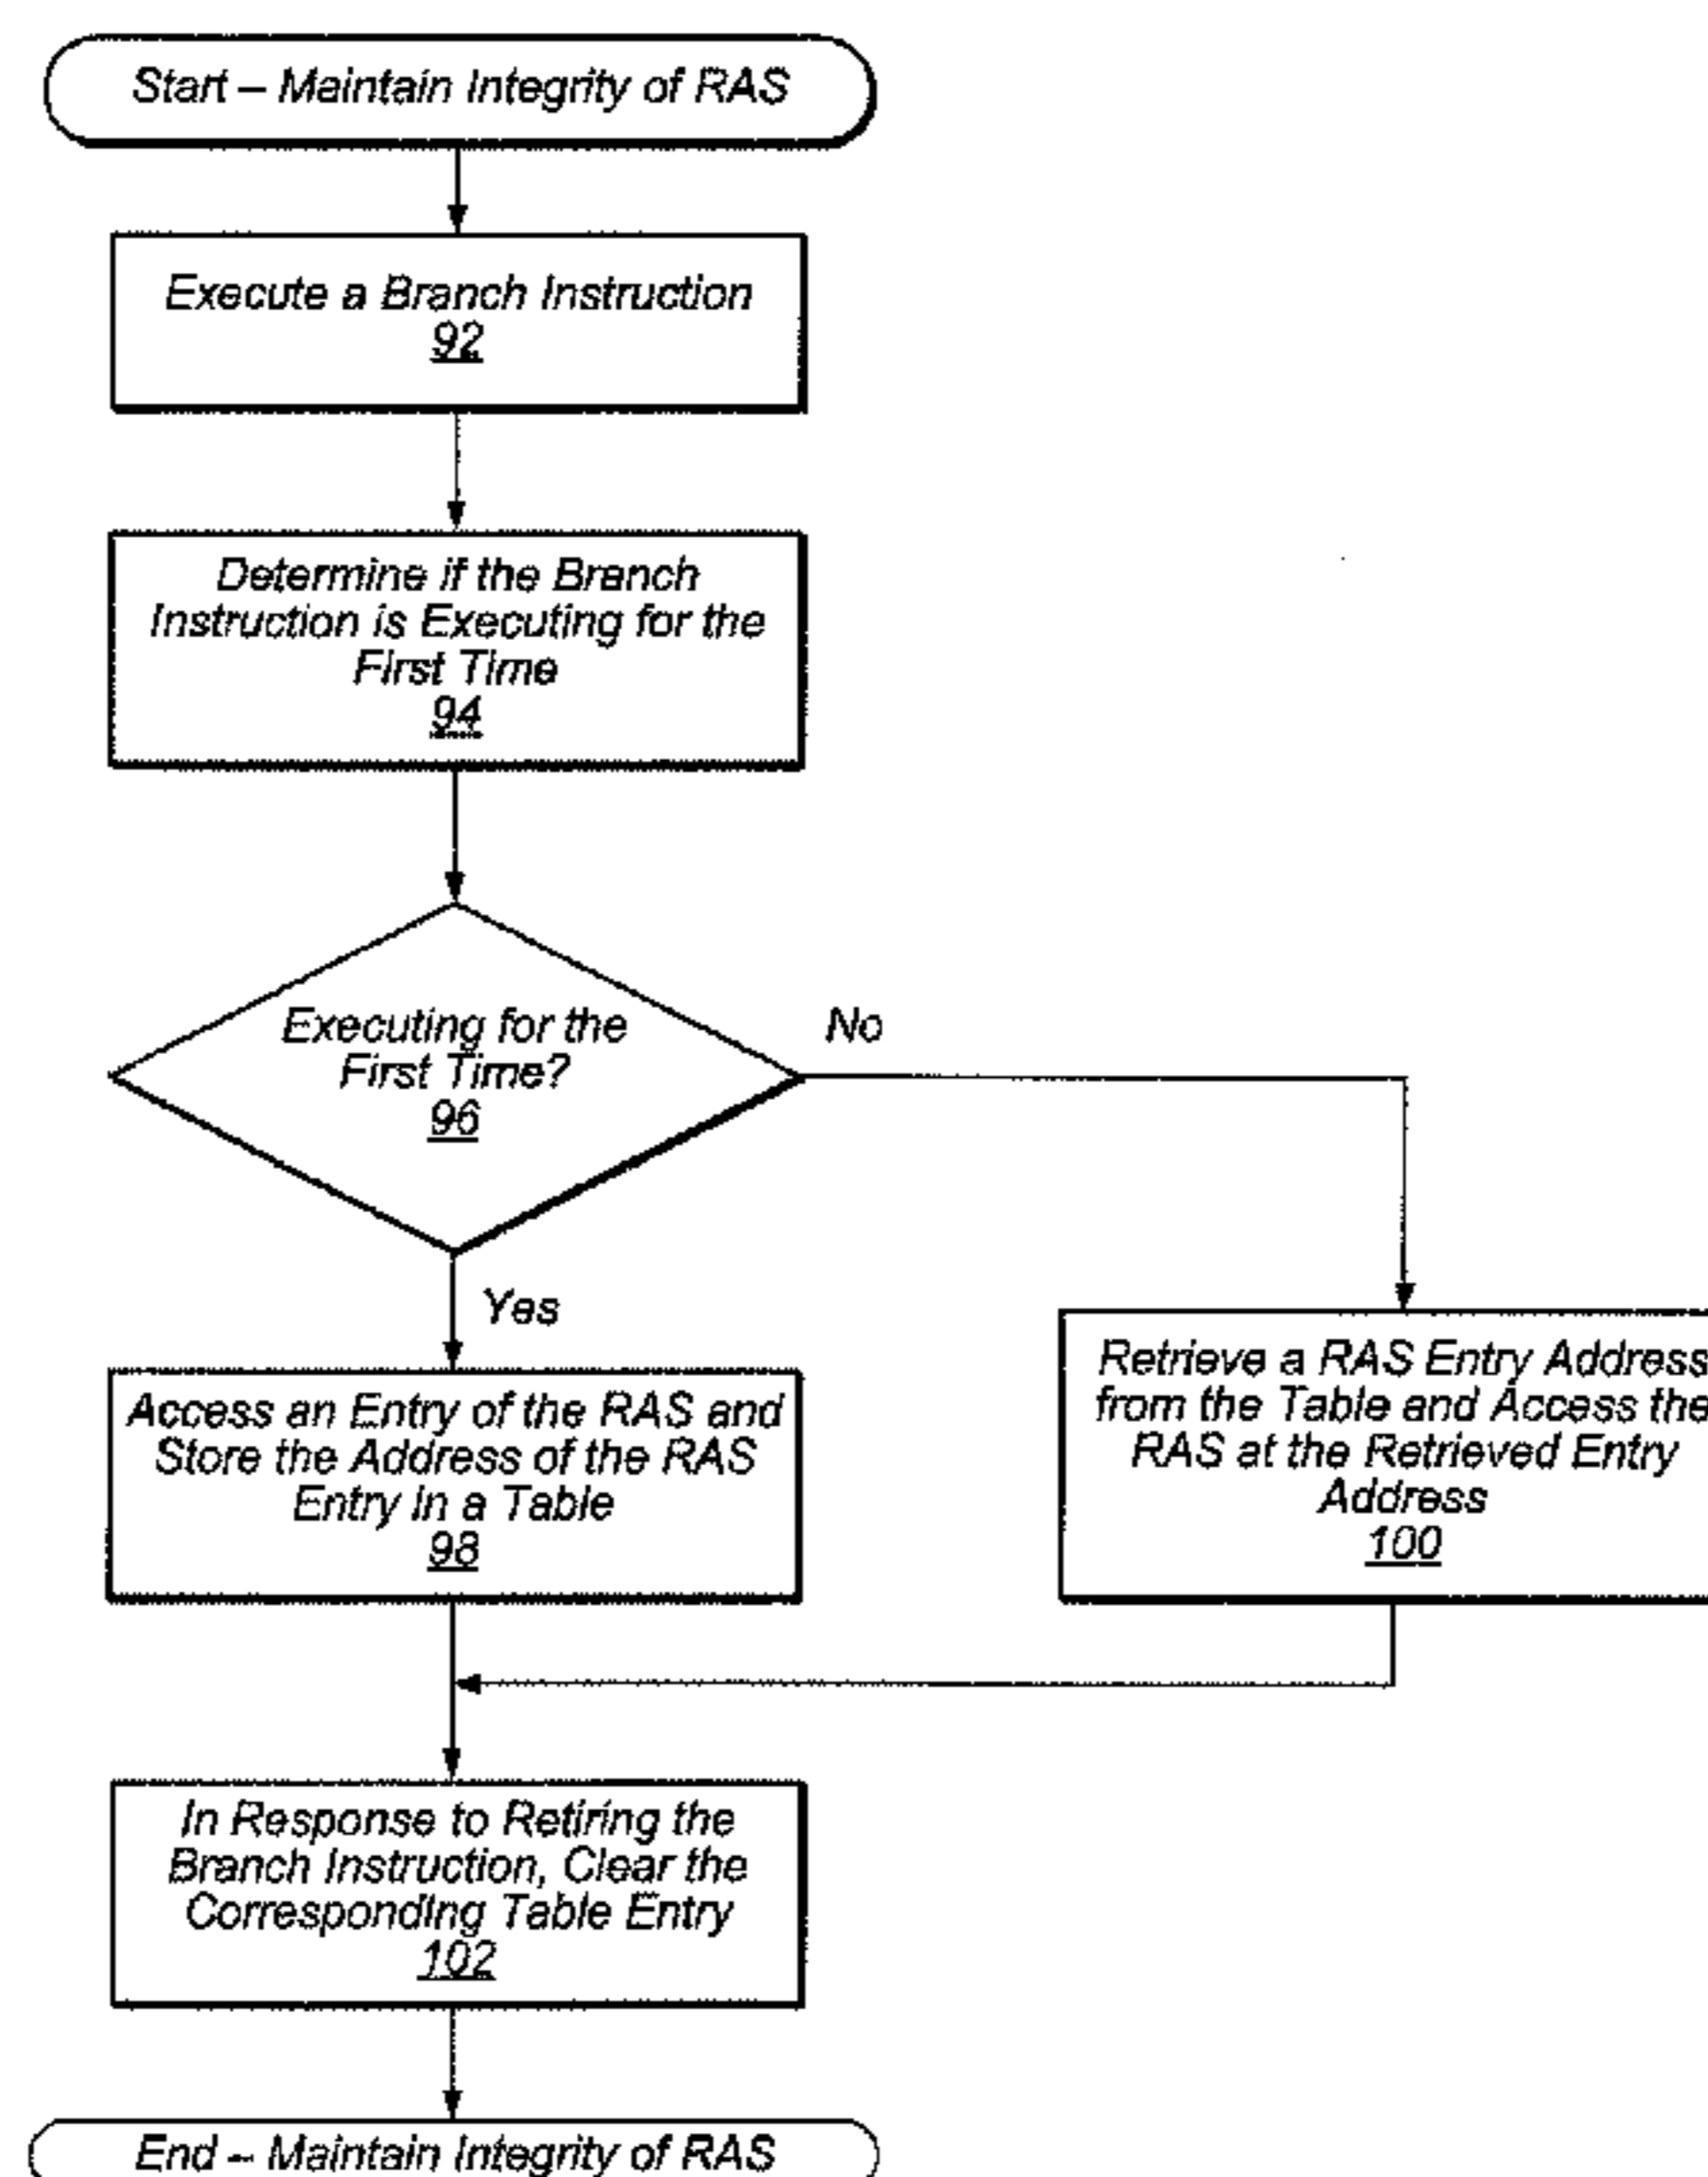 Start – Maintain Integrity of RAS
Execute a Branch Instruction
92
Determine if the Branch
Instruction is Executing for the
First Time
94
Executing for the
First Time?
96
No
Yes
Access an Entry of the RAS and
Store the Address of the RAS
Entry in a Table
98
Retrieve a RAS Entry Address
from the Table and Access the
RAS at the Retrieved Entry
Address
100
In Response to Retiring the
Branch Instruction, Clear the
Corresponding Table Entry
102
End – Maintain Integrity of RAS